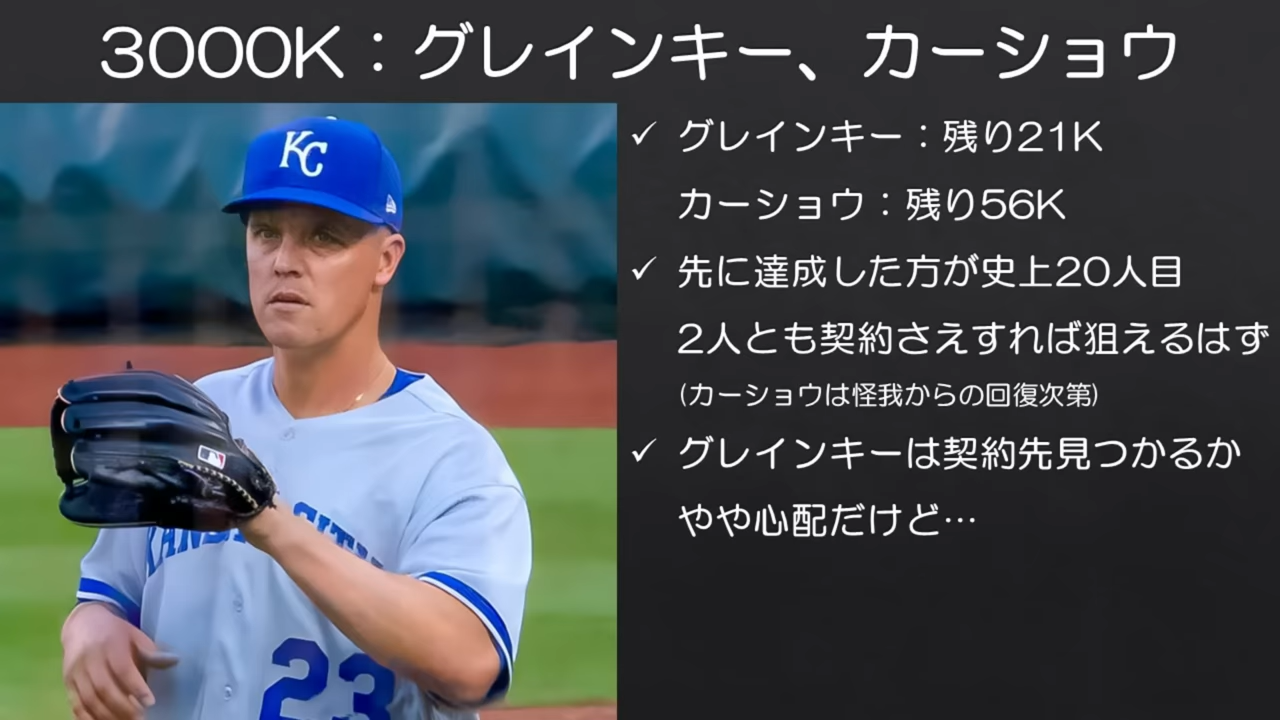 3000K：グレインキー、カーショウ
✓ グレインキー：残り21K
カーショウ：残り56K
✓ 先に達成した方が史上20人目
2人とも契約さえすれば狙えるはず
(カーショウは怪我からの回復次第)
✓ グレインキーは契約先見つかるか
やや心配だけど…
KC
23